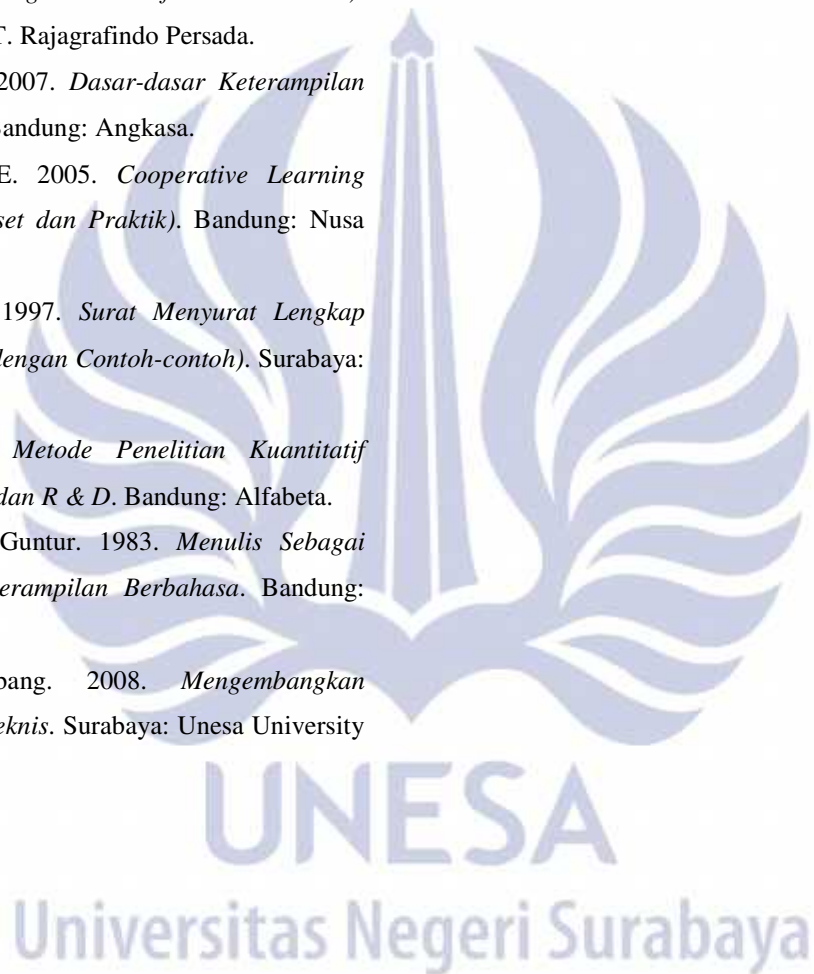 T. Rajagrafindo Persada.
2007. Dasar-dasar Keterampilan
Bandung: Angkasa.
E. 2005. Cooperative Learning
set dan Praktik). Bandung: Nusa
1997. Surat Menyurat Lengkap
dengan Contoh-contoh). Surabaya:
Metode Penelitian Kuantitatif
dan R & D. Bandung: Alfabeta.
Guntur. 1983. Menulis Sebagai
erampilan Berbahasa. Bandung:
bang. 2008. Mengembangkan
eknis. Surabaya: Unesa University
UNESA
Universitas Negeri Surabaya